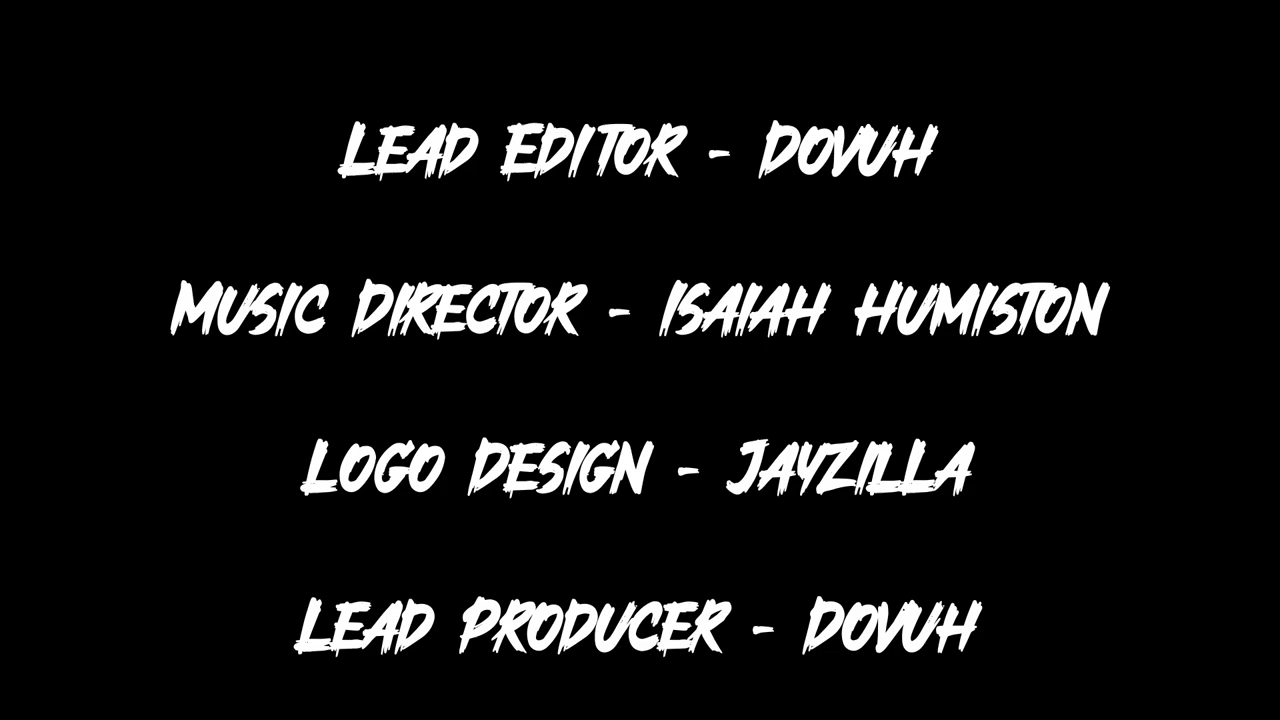 Lead Editor - Dovuh
Music Director - Isaiah Humiston
Logo Design - Jayzilla
Lead Producer - Dovuh